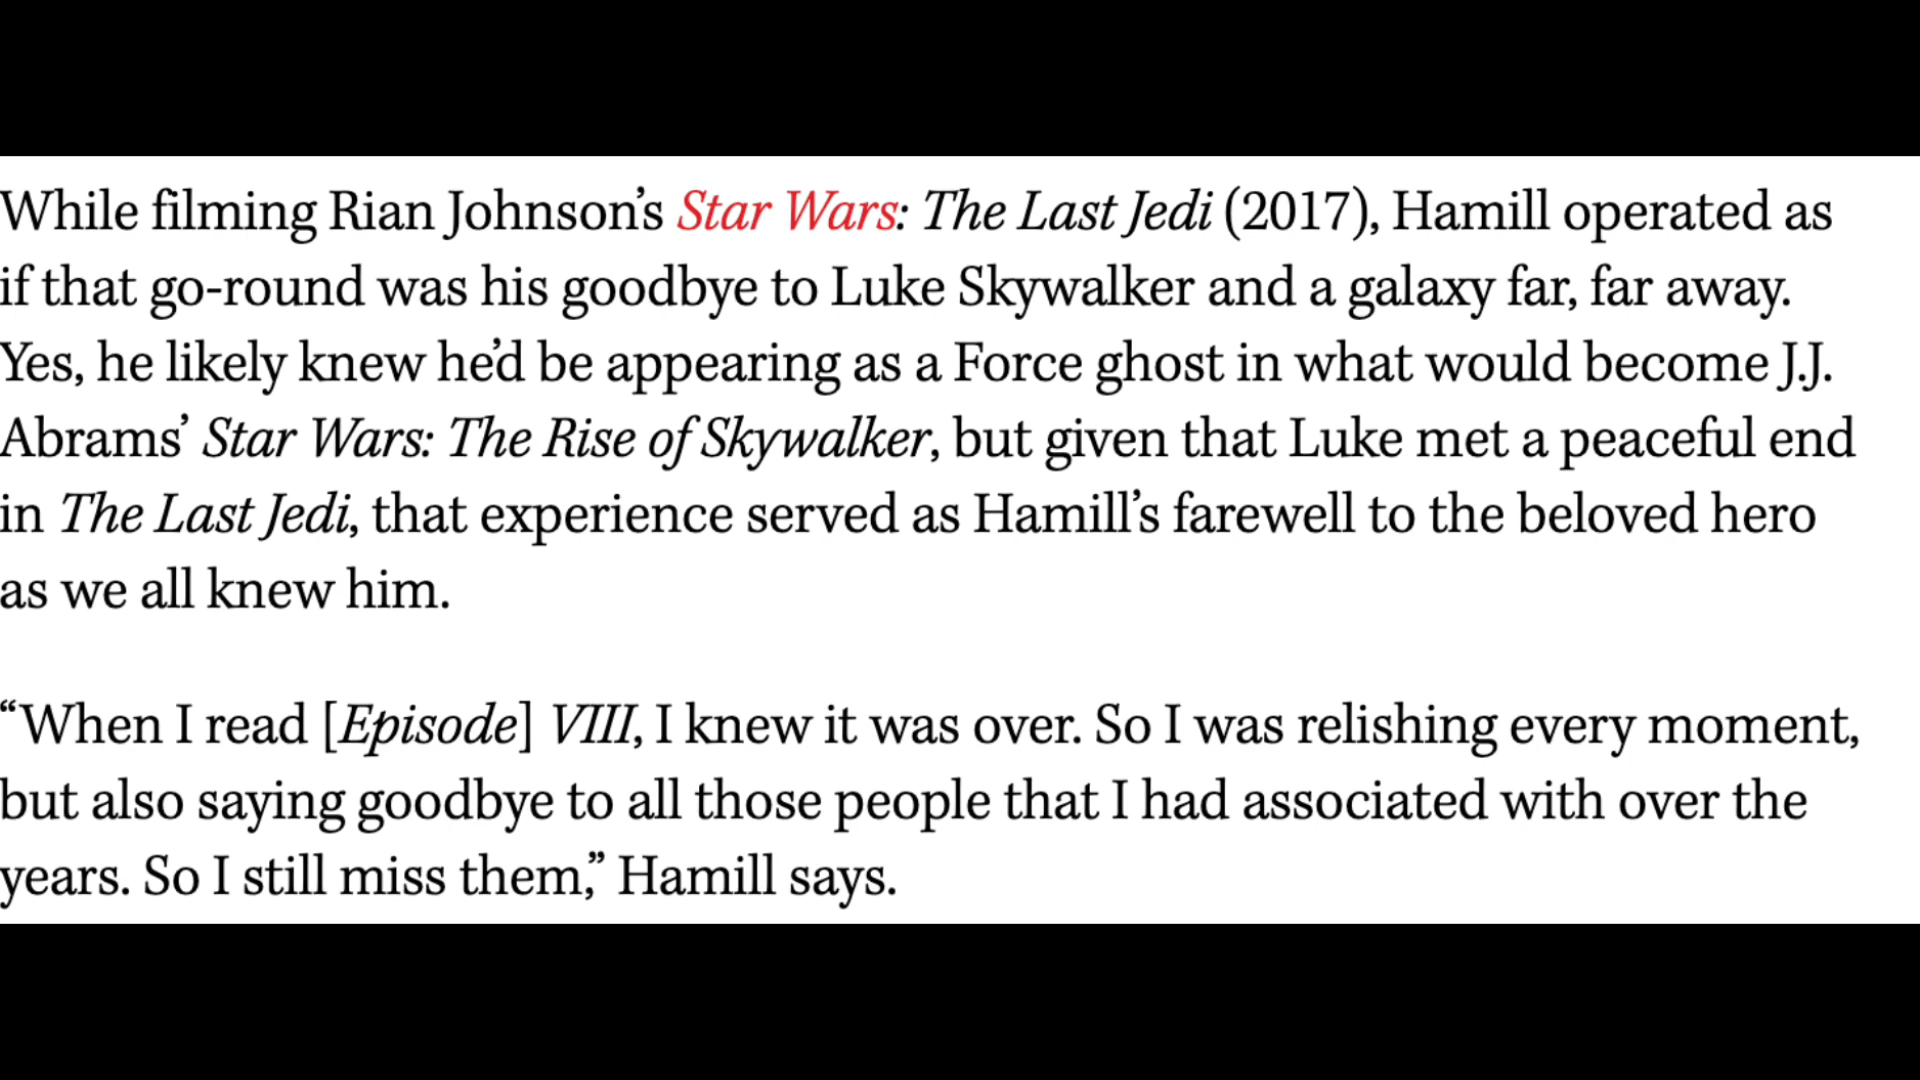 While filming Rian Johnson’s Star Wars: The Last Jedi (2017), Hamill operated as
if that go-round was his goodbye to Luke Skywalker and a galaxy far, far away.
Yes, he likely knew he’d be appearing as a Force ghost in what would become J.J.
Abrams’ Star Wars: The Rise of Skywalker, but given that Luke met a peaceful end
in The Last Jedi, that experience served as Hamill’s farewell to the beloved hero
as we all knew him.
“When I read [Episode] VIII, I knew it was over. So I was relishing every moment,
but also saying goodbye to all those people that I had associated with over the
years. So I still miss them,” Hamill says.